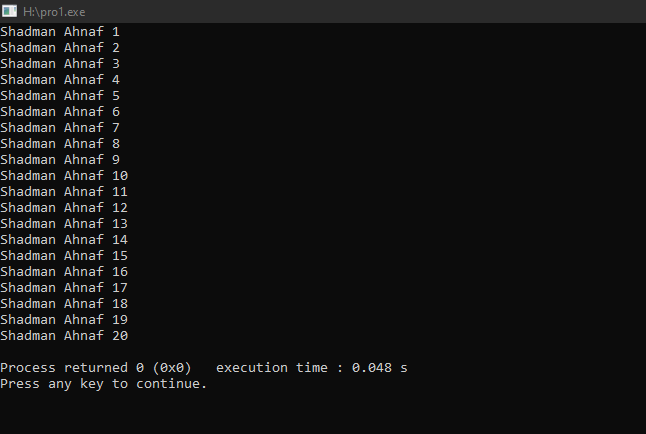 H:\pro1.exe
Shadman Ahnaf 1
Shadman Ahnaf 2
Shadman Ahnaf 3
Shadman Ahnaf 4
Shadman Ahnaf 5
Shadman Ahnaf 6
Shadman Ahnaf 7
Shadman Ahnaf 8
Shadman Ahnaf 9
Shadman Ahnaf 10
Shadman Ahnaf 11
Shadman Ahnaf 12
Shadman Ahnaf 13
Shadman Ahnaf 14
Shadman Ahnaf 15
Shadman Ahnaf 16
Shadman Ahnaf 17
Shadman Ahnaf 18
Shadman Ahnaf 19
Shadman Ahnaf 20
Process returned 0 (0x0)   execution time : 0.048 s
Press any key to continue.